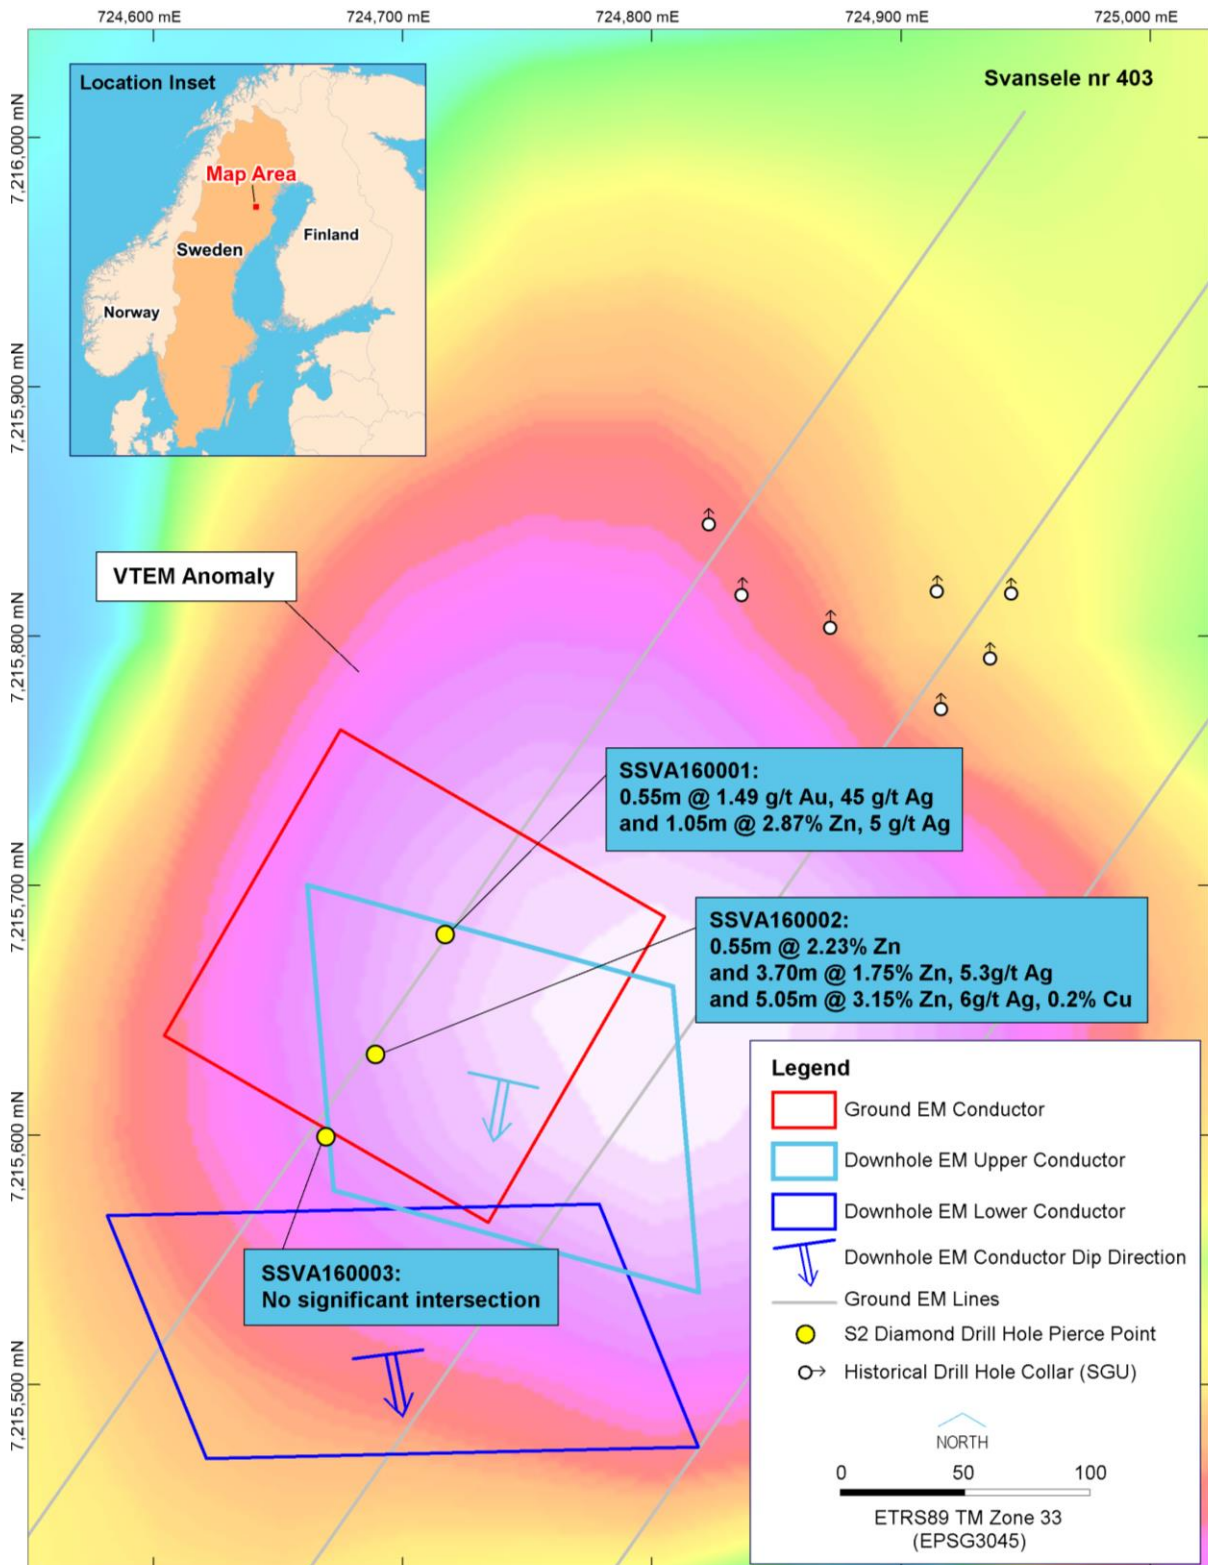 724,600 mE
724,700 mE
724,800 mE
724,900 mE
725,000 mE
7,216,000 mN
7,215,900 mN
7,215,800 mN
7,215,700 mN
7,215,600 mN
7,215,500 mN
Location Inset
Map Area
Sweden
Finland
Norway
Svansele nr 403
VTEM Anomaly
SSVA160001:
0.55m @ 1.49 g/t Au, 45 g/t Ag
and 1.05m @ 2.87% Zn, 5 g/t Ag
SSVA160002:
0.55m @ 2.23% Zn
and 3.70m @ 1.75% Zn, 5.3g/t Ag
and 5.05m @ 3.15% Zn, 6g/t Ag, 0.2% Cu
SSVA160003:
No significant intersection
Legend
Ground EM Conductor
Downhole EM Upper Conductor
Downhole EM Lower Conductor
Downhole EM Conductor Dip Direction
Ground EM Lines
S2 Diamond Drill Hole Pierce Point
Historical Drill Hole Collar (SGU)
NORTH
0 50 100
ETRS89 TM Zone 33
(EPSG3045)